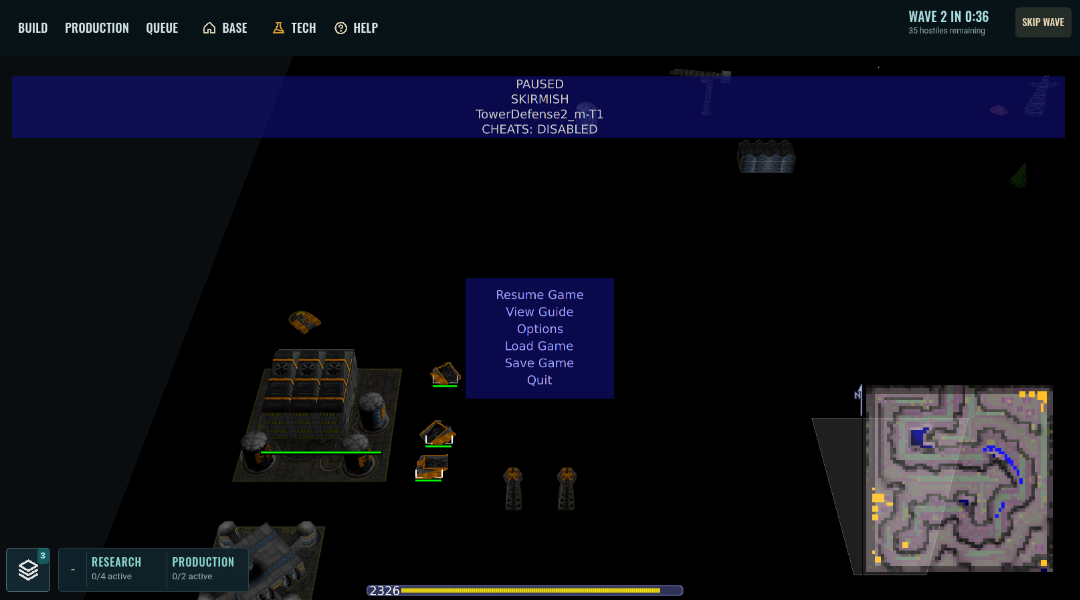 BUILD PRODUCTION QUEUE BASE TECH HELP
WAVE 2 IN 0:36
35 hostiles remaining
SKIP WAVE
PAUSED
SKIRMISH
TowerDefense2_m-T1
CHEATS: DISABLED
Resume Game
View Guide
Options
Load Game
Save Game
Quit
N
3
-
RESEARCH
0/4 active
PRODUCTION
0/2 active
2326